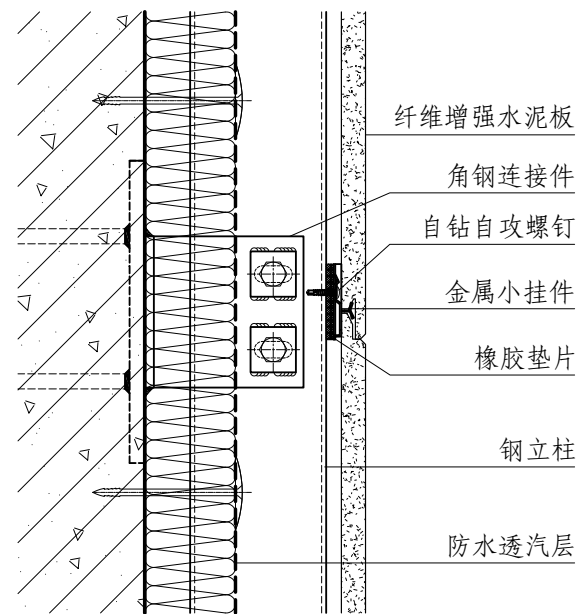 纤维增强水泥板
角钢连接件
自钻自攻螺钉
金属小挂件
橡胶垫片
钢立柱
防水透汽层